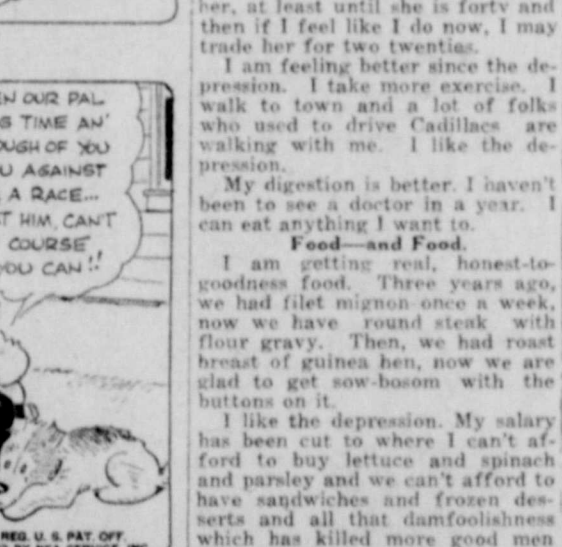 EN OUR PAL
G TIME AN'
OUGH OF YOU
U AGAINST
A RACE...
T HIM, CAN'T
COURSE
YOU CAN!!
REG. U. S. PAT. OFF.
her, at least until she is forty and
then if I feel like I do now, I may
trade her for two twenties.
I am feeling better since the de-
pression. I take more exercise. I
walk to town and a lot of folks
who used to drive Cadillacs are
walking with me. I like the de-
pression.
My digestion is better. I haven't
been to see a doctor in a year. I
can eat anything I want to.
Food—and Food.
I am getting real, honest-to-
goodness food. Three years ago,
we had filet mignon once a week,
now we have round steak with
flour gravy. Then, we had roast
breast of guinea hen, now we are
glad to get sow-bosom with the
buttons on it.
I like the depression. My salary
has been cut to where I can't af-
ford to buy lettuce and spinach
and parsley and we can't afford to
have sandwiches and frozen des-
serts and all that damfoolishness
which has killed more good men